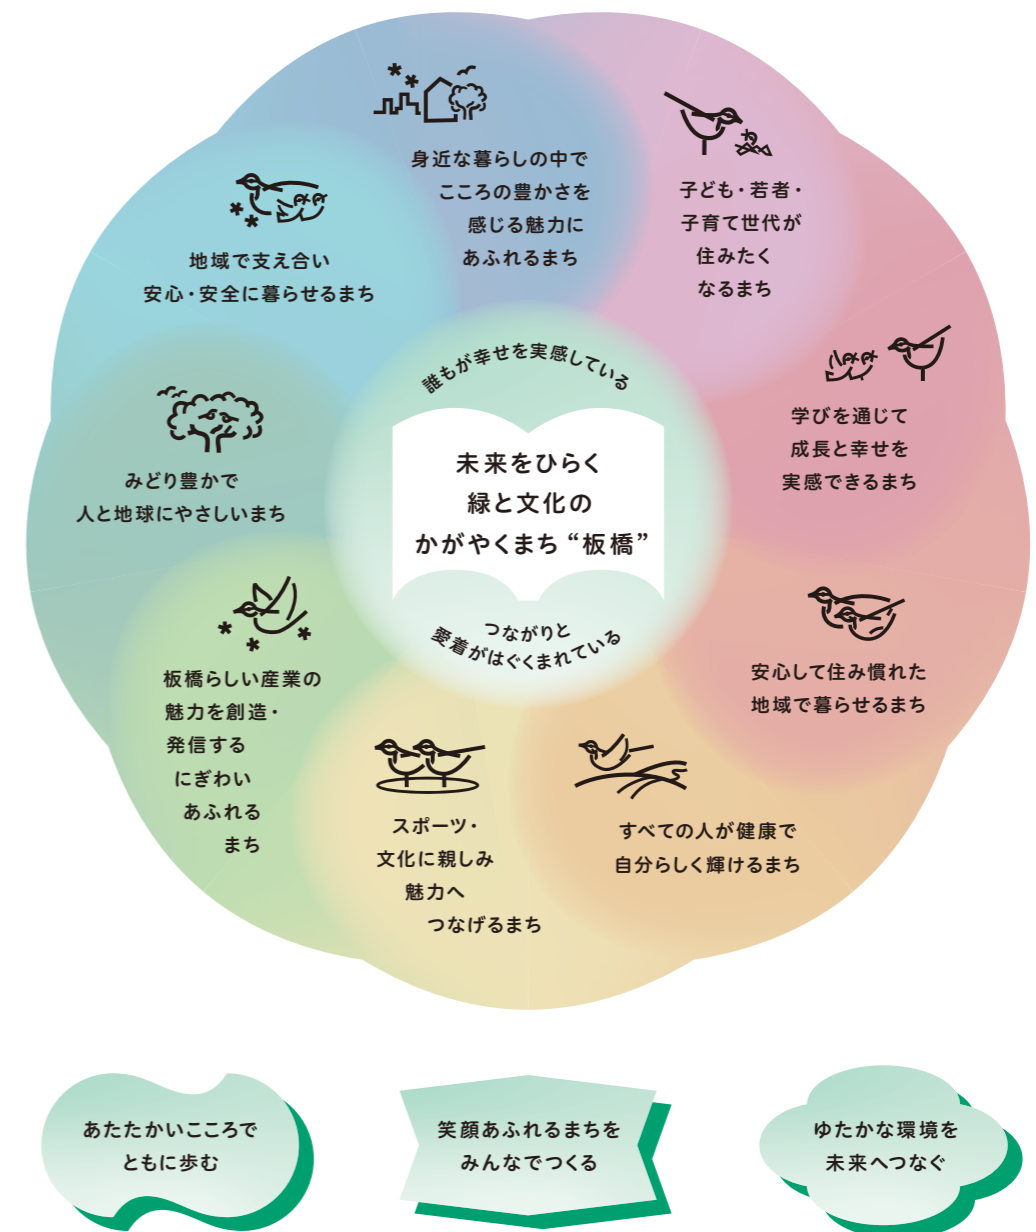 誰もが幸せを実感している
未来をひらく
緑と文化の
かがやくまち“板橋”
つながりと
愛着がはぐくまれている
子ども・若者・
子育て世代が
住みたく
なるまち
学びを通じて
成長と幸せを
実感できるまち
安心して住み慣れた
地域で暮らせるまち
すべての人が健康で
自分らしく輝けるまち
スポーツ・
文化に親しみ
魅力へ
つなげるまち
板橋らしい産業の
魅力を創造・
発信する
にぎわい
あふれる
まち
みどり豊かで
人と地球にやさしいまち
地域で支え合い
安心・安全に暮らせるまち
身近な暮らしの中で
こころの豊かさを
感じる魅力に
あふれるまち
あたたかいこころで
ともに歩む
笑顔あふれるまちを
みんなでつくる
ゆたかな環境を
未来へつなぐ